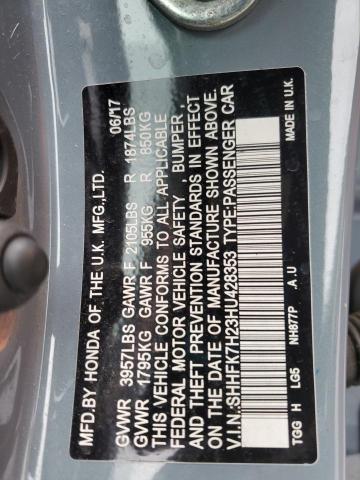 MFD.BY HONDA OF THE U.K. MFG.,LTD. 06/17
GVWR 3957LBS GAWR F 2105LBS R 1874LBS
GVWR 1795KG GAWR F 955KG R 850KG
THIS VEHICLE CONFORMS TO ALL APPLICABLE
FEDERAL MOTOR VEHICLE SAFETY , BUMPER ,
AND THEFT PREVENTION STANDARDS IN EFFECT
ON THE DATE OF MANUFACTURE SHOWN ABOVE.
V.I.N.:SHHFK7H23HU428353 TYPE:PASSENGER CAR
TGG H LG5 NH877P .A,U MADE IN U.K.